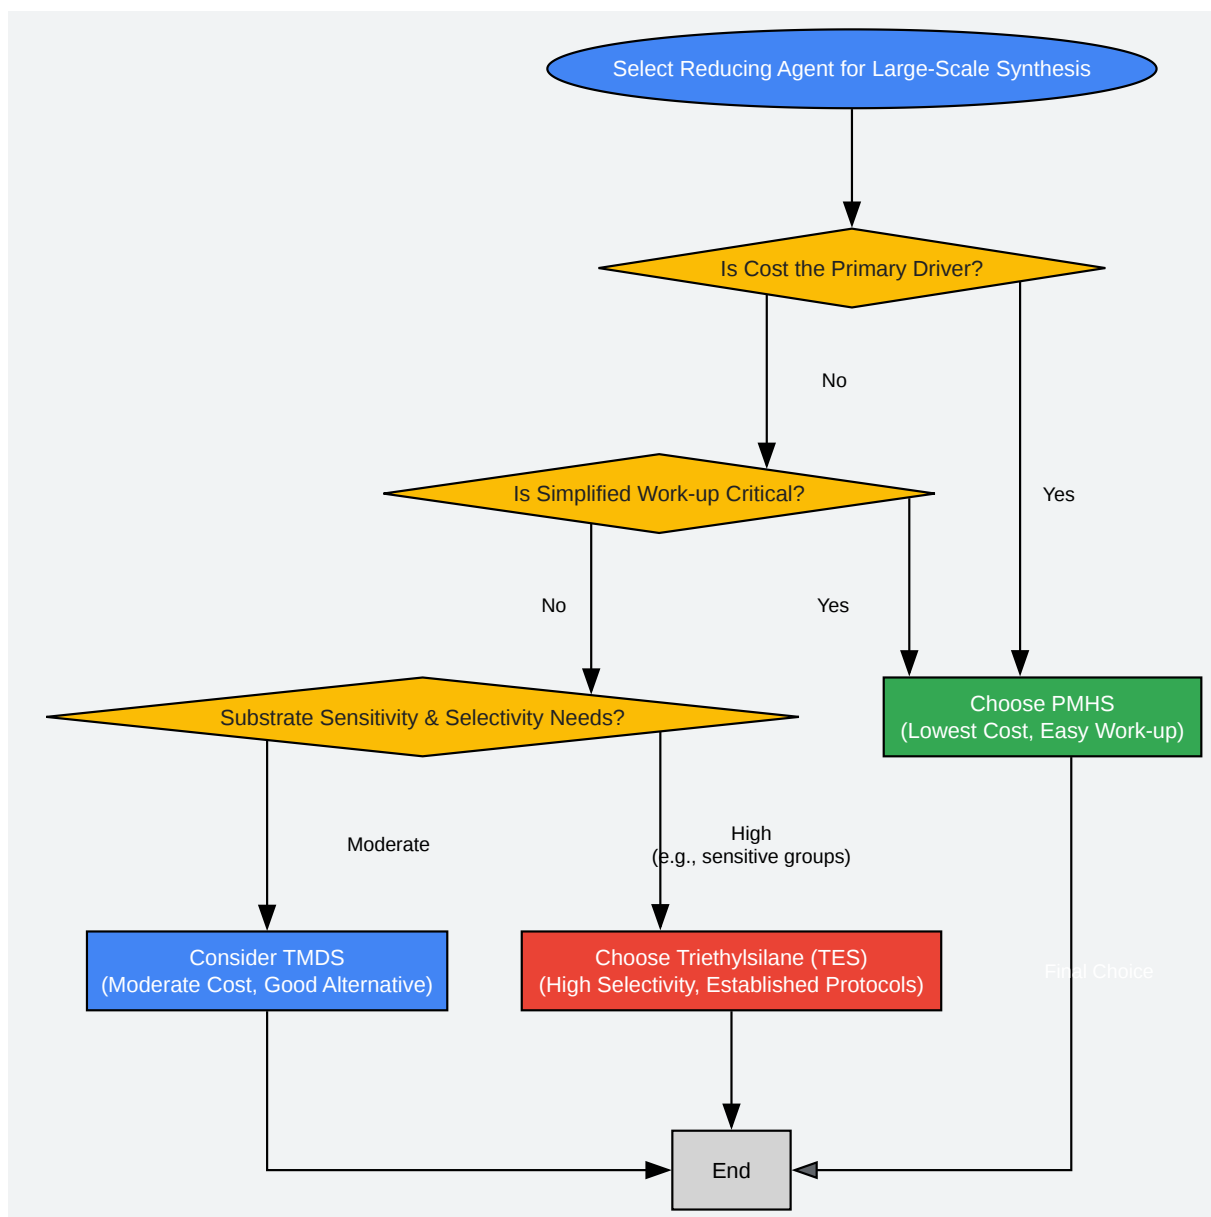 Select Reducing Agent for Large-Scale Synthesis
Is Cost the Primary Driver?
No
Is Simplified Work-up Critical?
Yes
No
Yes
Substrate Sensitivity & Selectivity Needs?
Choose PMHS
(Lowest Cost, Easy Work-up)
Moderate
High
(e.g., sensitive groups)
Consider TMDS
(Moderate Cost, Good Alternative)
Choose Triethylsilane (TES)
(High Selectivity, Established Protocols)
Final Choice
End